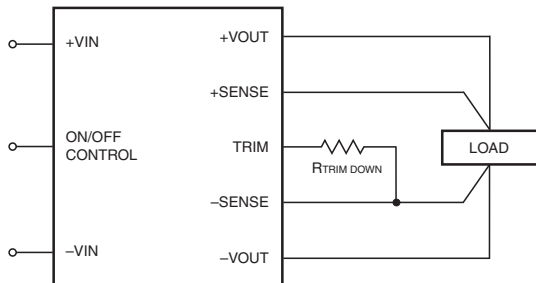 +VIN
ON/OFF
CONTROL
–VIN
+VOUT
+SENSE
TRIM
–SENSE
–VOUT
RTRIM DOWN
LOAD